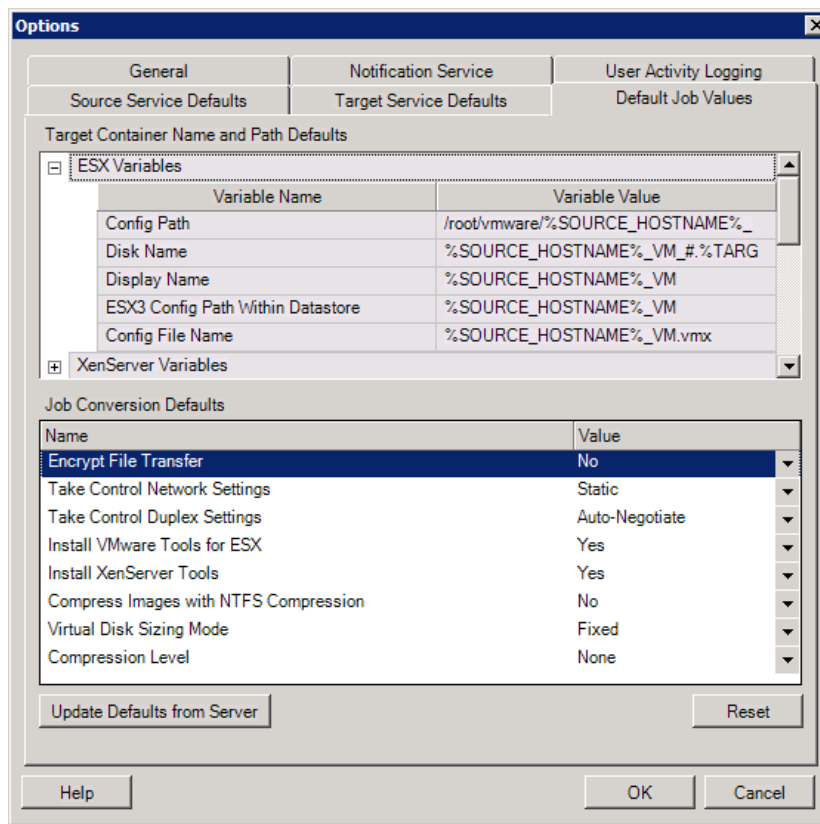 Options
General Notification Service User Activity Logging
Source Service Defaults Target Service Defaults Default Job Values
Target Container Name and Path Defaults
ESX Variables
Variable Name Variable Value
Config Path /root/vmware/%SOURCE_HOSTNAME%_
Disk Name %SOURCE_HOSTNAME%_VM_#.%TARG
Display Name %SOURCE_HOSTNAME%_VM
ESX3 Config Path Within Datastore %SOURCE_HOSTNAME%_VM
Config File Name %SOURCE_HOSTNAME%_VM.vmx
XenServer Variables
Job Conversion Defaults
Name Value
Encrypt File Transfer No
Take Control Network Settings Static
Take Control Duplex Settings Auto-Negotiate
Install VMware Tools for ESX Yes
Install XenServer Tools Yes
Compress Images with NTFS Compression No
Virtual Disk Sizing Mode Fixed
Compression Level None
Update Defaults from Server Reset
Help OK Cancel